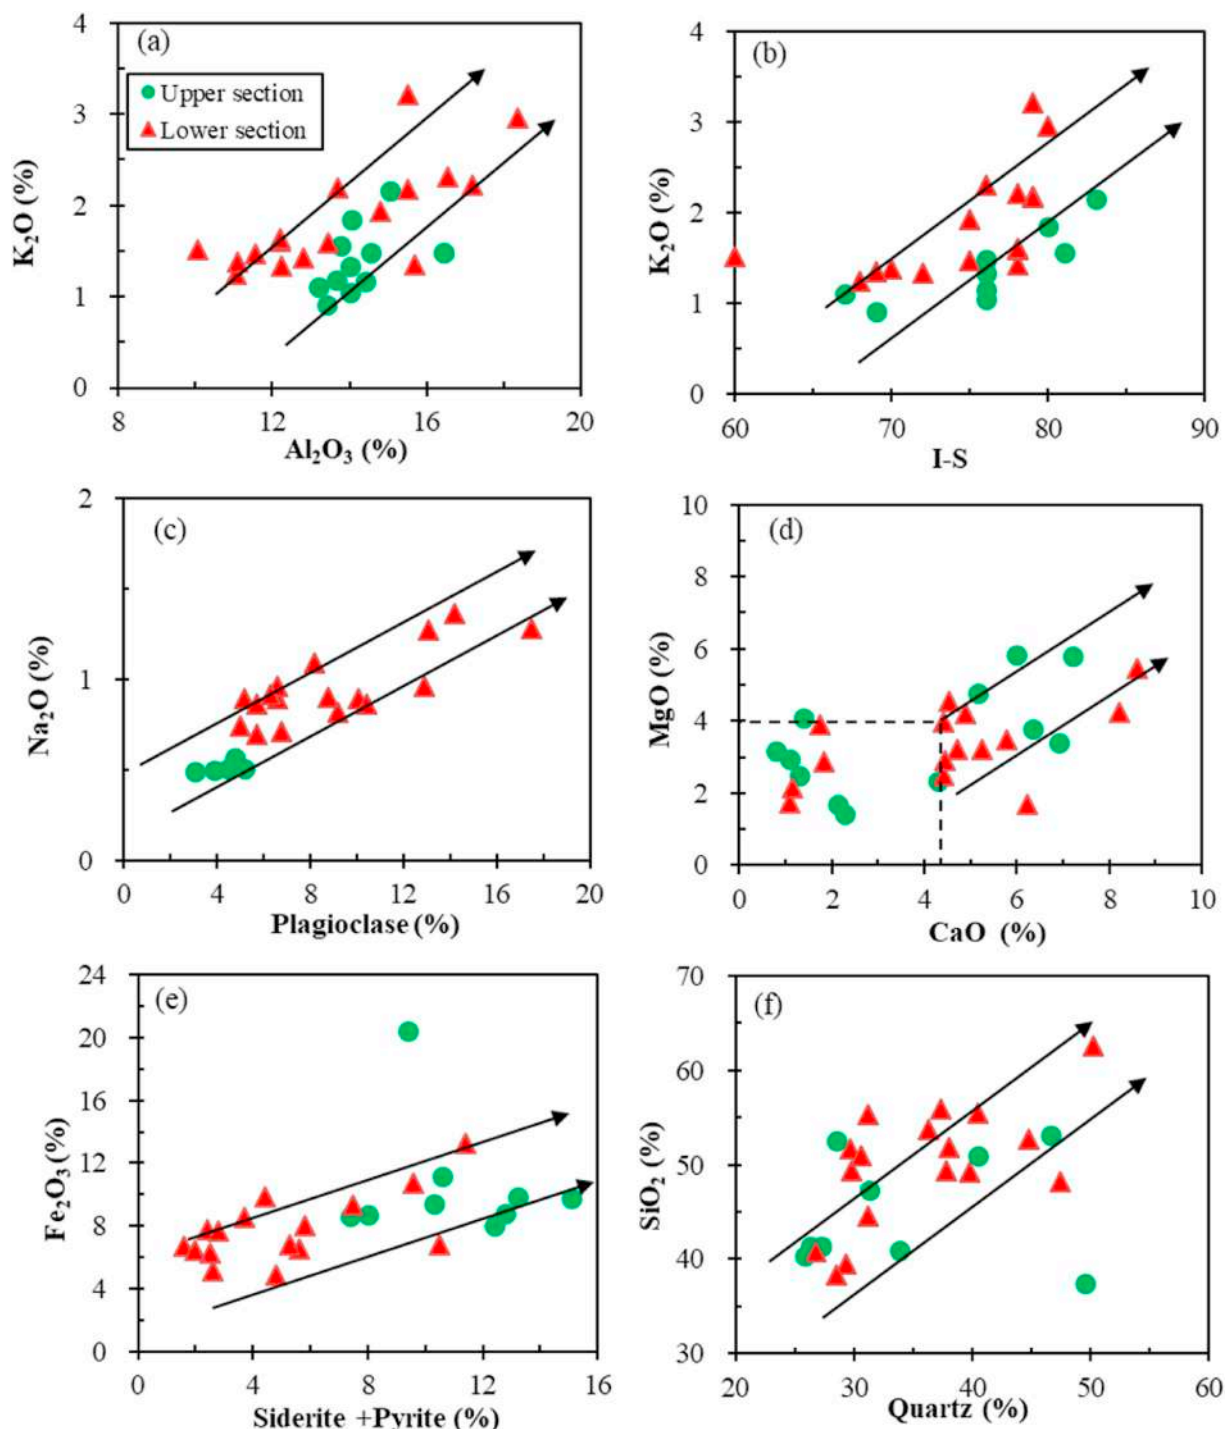 (a)
Upper section
Lower section
K₂O (%)
4
3
2
1
0
8 12 16 20
Al₂O₃ (%)
(b)
K₂O (%)
4
3
2
1
0
60 70 80 90
I-S
(c)
Na₂O (%)
2
1
0
0 4 8 12 16 20
Plagioclase (%)
(d)
MgO (%)
10
8
6
4
2
0
0 2 4 6 8 10
CaO (%)
(e)
Fe₂O₃ (%)
24
20
16
12
8
4
0
0 4 8 12 16
Siderite +Pyrite (%)
(f)
SiO₂ (%)
70
60
50
40
30
20 30 40 50 60
Quartz (%)